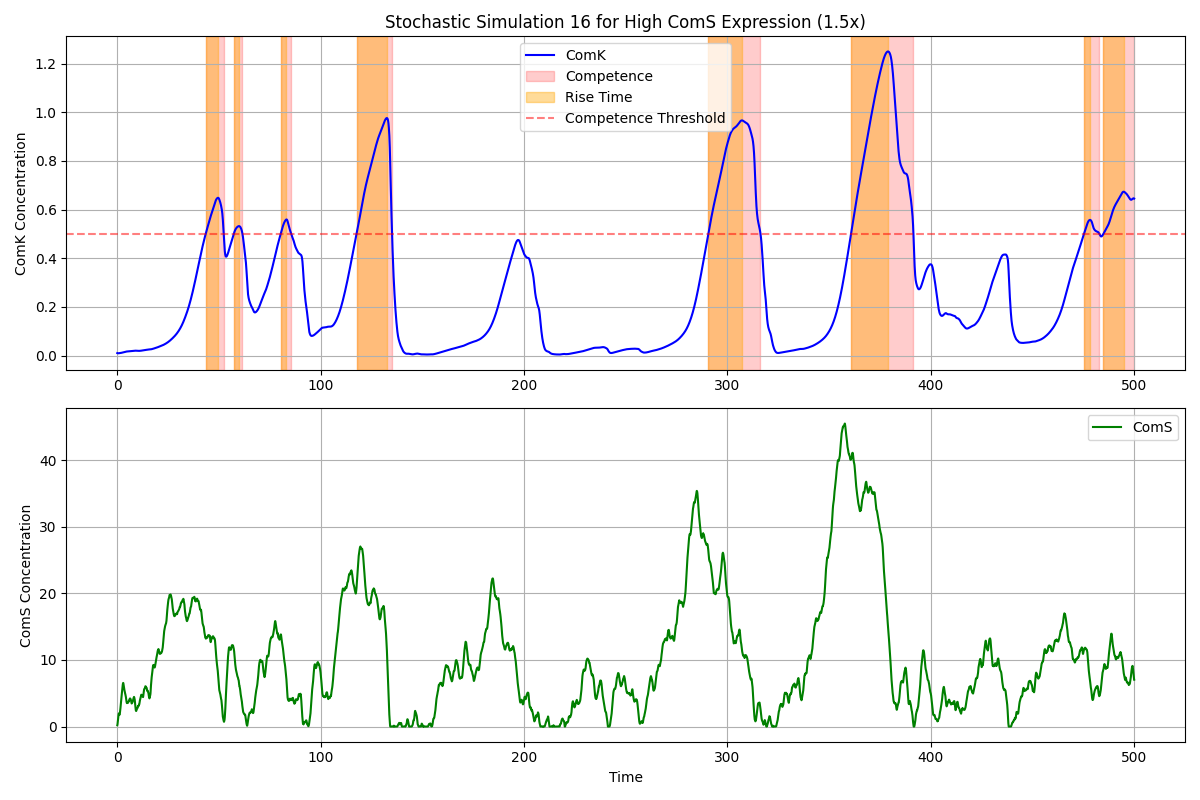 Stochastic Simulation 16 for High ComS Expression (1.5x)
ComK Concentration
1.2
1.0
0.8
0.6
0.4
0.2
0.0
ComK
Competence
Rise Time
Competence Threshold
0 100 200 300 400 500
ComS Concentration
40
30
20
10
0
ComS
0 100 200 300 400 500
Time